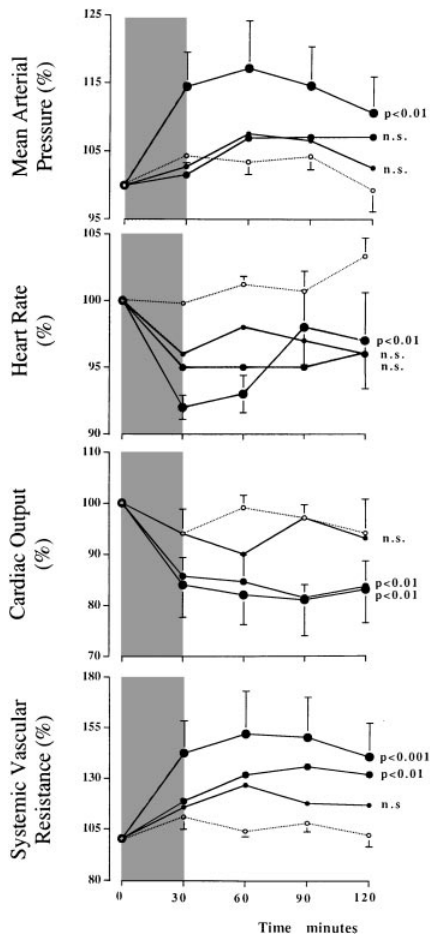 Mean Arterial
Pressure (%)
125
115
105
95
p<0.01
n.s.
n.s.
Heart Rate
(%)
105
100
95
90
p<0.01
n.s.
n.s.
Cardiac Output
(%)
110
100
90
80
70
n.s.
p<0.01
p<0.01
Systemic Vascular
Resistance (%)
180
155
130
105
80
p<0.001
p<0.01
n.s
0 30 60 90 120
Time minutes